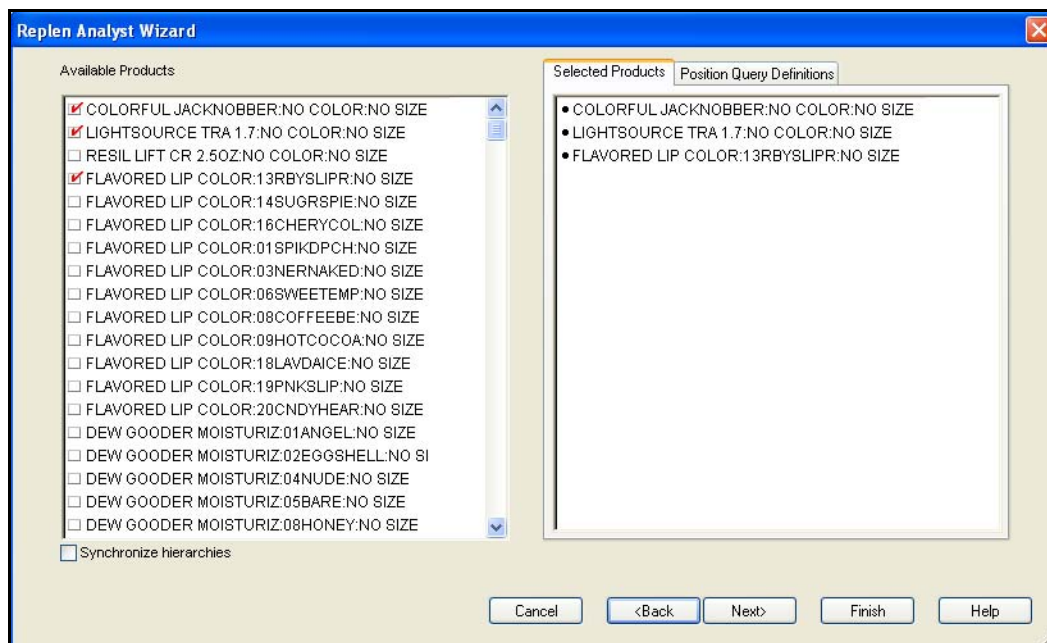 Replen Analyst Wizard
Available Products
COLORFUL JACKNOBBER:NO COLOR:NO SIZE
LIGHTSOURCE TRA 1.7:NO COLOR:NO SIZE
RESIL LIFT CR 2.5OZ:NO COLOR:NO SIZE
FLAVORED LIP COLOR:13RBYSLIPR:NO SIZE
FLAVORED LIP COLOR:14SUGRSPIE:NO SIZE
FLAVORED LIP COLOR:16CHERYCOL:NO SIZE
FLAVORED LIP COLOR:01SPIKDPCH:NO SIZE
FLAVORED LIP COLOR:03NERNAKED:NO SIZE
FLAVORED LIP COLOR:06SWEETEMP:NO SIZE
FLAVORED LIP COLOR:08COFFEEBE:NO SIZE
FLAVORED LIP COLOR:09HOTCOCOA:NO SIZE
FLAVORED LIP COLOR:18LAVDAICE:NO SIZE
FLAVORED LIP COLOR:19PNKSLIP:NO SIZE
FLAVORED LIP COLOR:20CNDYHEAR:NO SIZE
DEW GOODER MOISTURIZ:01ANGEL:NO SIZE
DEW GOODER MOISTURIZ:02EGGSHELL:NO SI
DEW GOODER MOISTURIZ:04NUDE:NO SIZE
DEW GOODER MOISTURIZ:05BARE:NO SIZE
DEW GOODER MOISTURIZ:08HONEY:NO SIZE
Synchronize hierarchies
Selected Products Position Query Definitions
• COLORFUL JACKNOBBER:NO COLOR:NO SIZE
• LIGHTSOURCE TRA 1.7:NO COLOR:NO SIZE
• FLAVORED LIP COLOR:13RBYSLIPR:NO SIZE
Cancel <Back Next> Finish Help